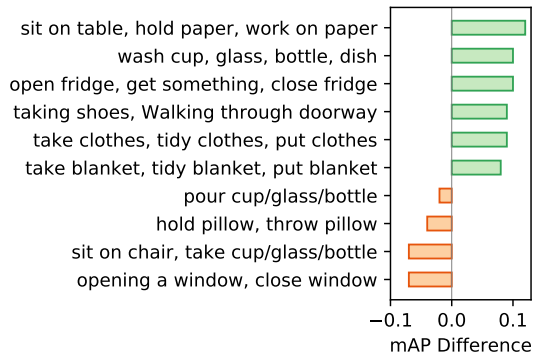 sit on table, hold paper, work on paper
wash cup, glass, bottle, dish
open fridge, get something, close fridge
taking shoes, Walking through doorway
take clothes, tidy clothes, put clothes
take blanket, tidy blanket, put blanket
pour cup/glass/bottle
hold pillow, throw pillow
sit on chair, take cup/glass/bottle
opening a window, close window
−0.1 0.0 0.1
mAP Difference